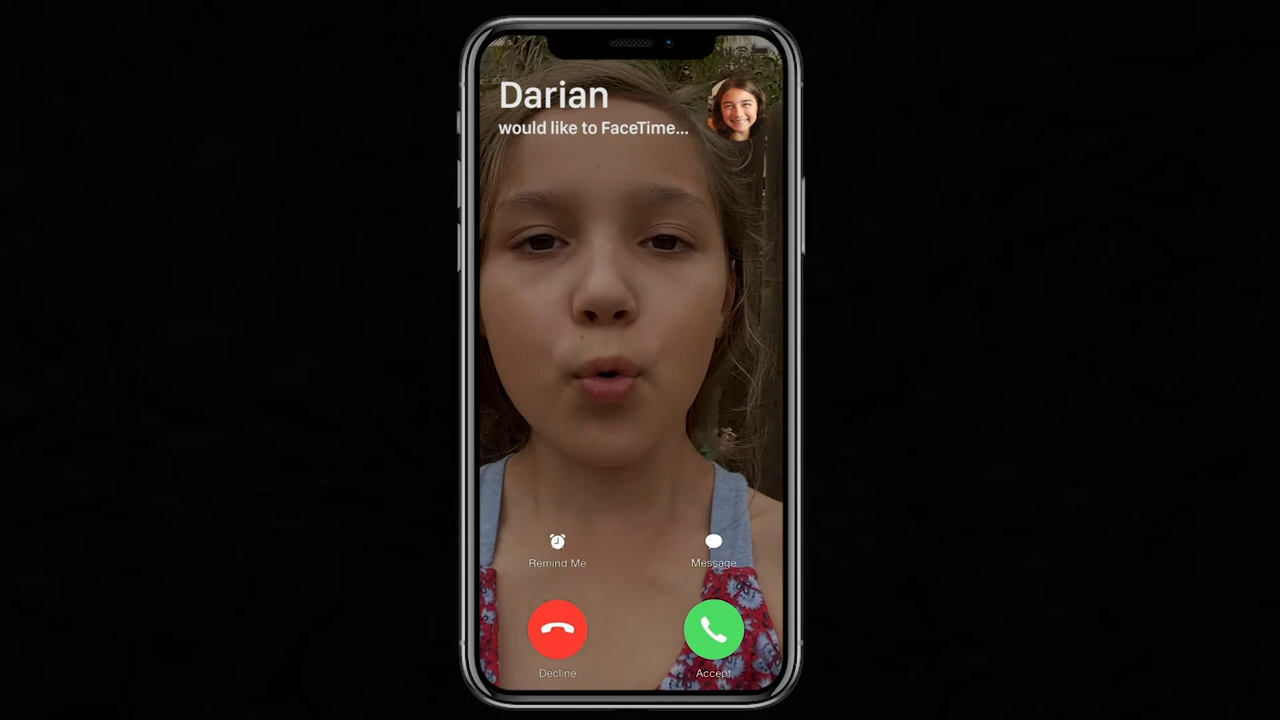 Darian
would like to FaceTime...
Remind Me
Message
Decline
Accept